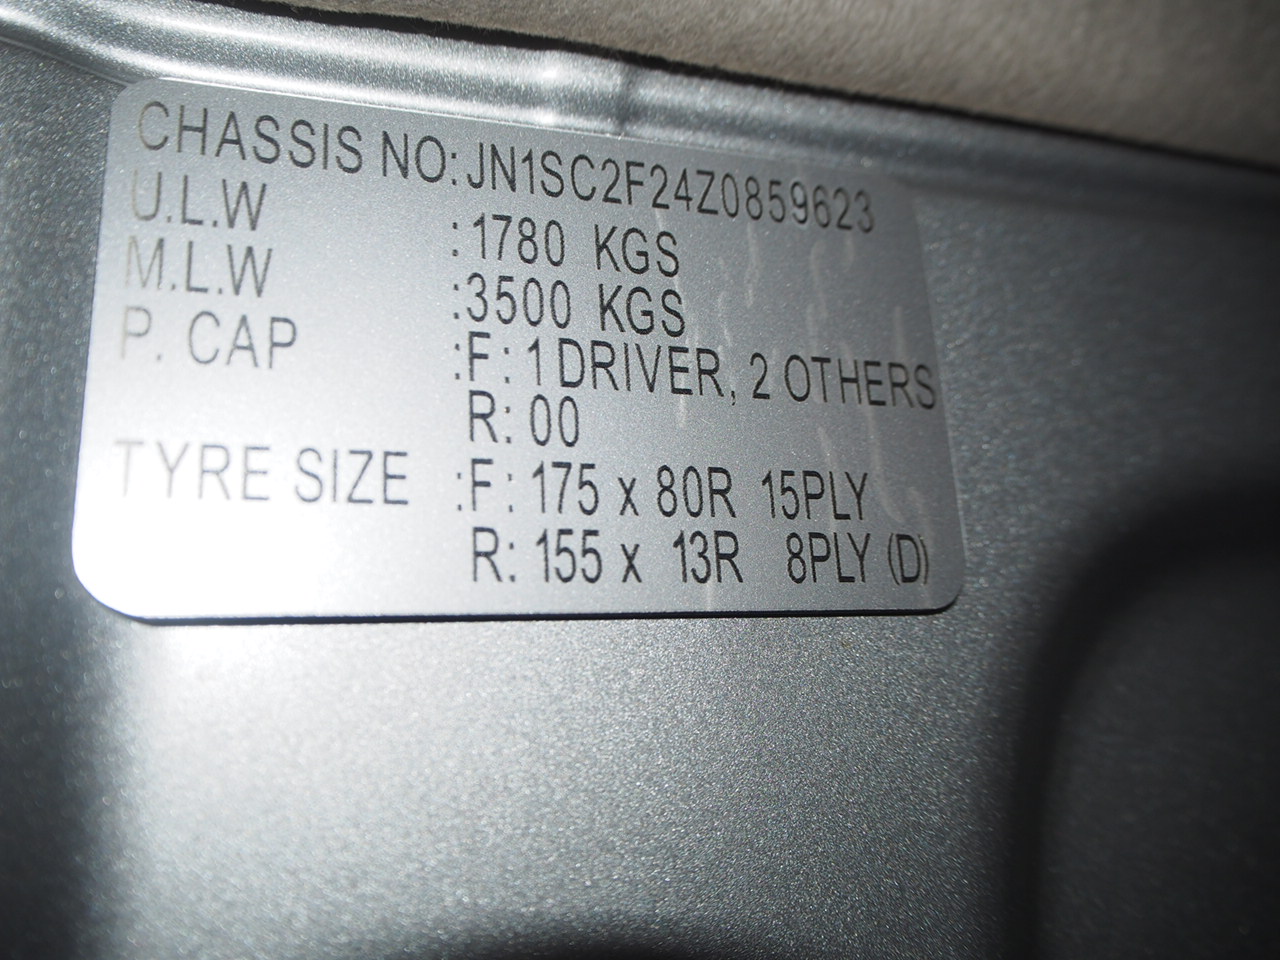 CHASSIS NO: JN1SC2F24Z0859623
U.L.W :1780 KGS
M.L.W :3500 KGS
P. CAP :F: 1 DRIVER, 2 OTHERS
R: 00
TYRE SIZE :F: 175 x 80R 15PLY
R: 155 x 13R 8PLY (D)